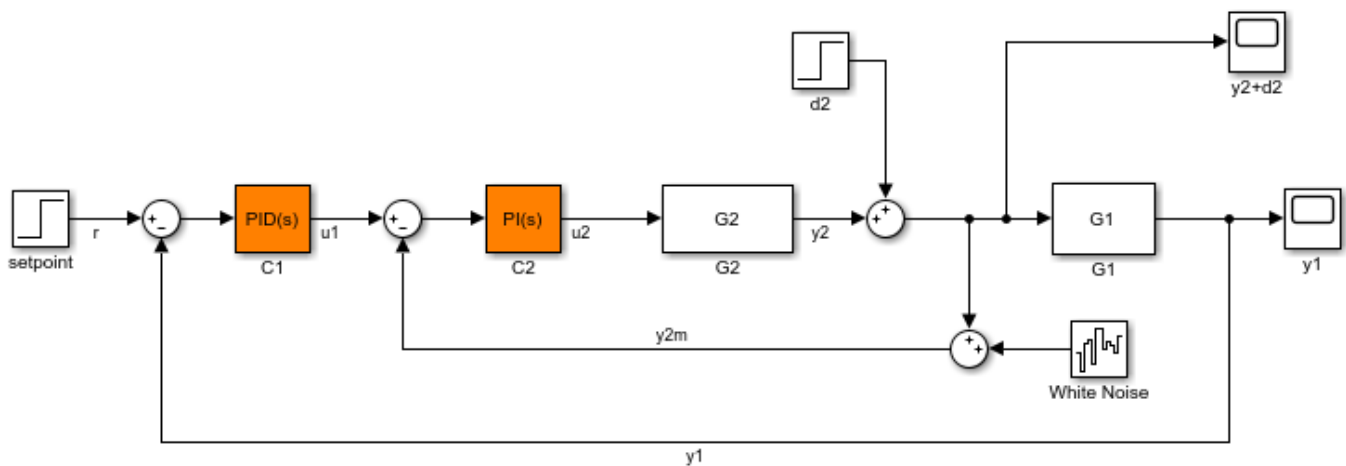 d2
y2+d2
r
setpoint
PID(s)
C1
u1
PI(s)
C2
u2
G2
G2
y2
G1
G1
y1
y2m
White Noise
y1